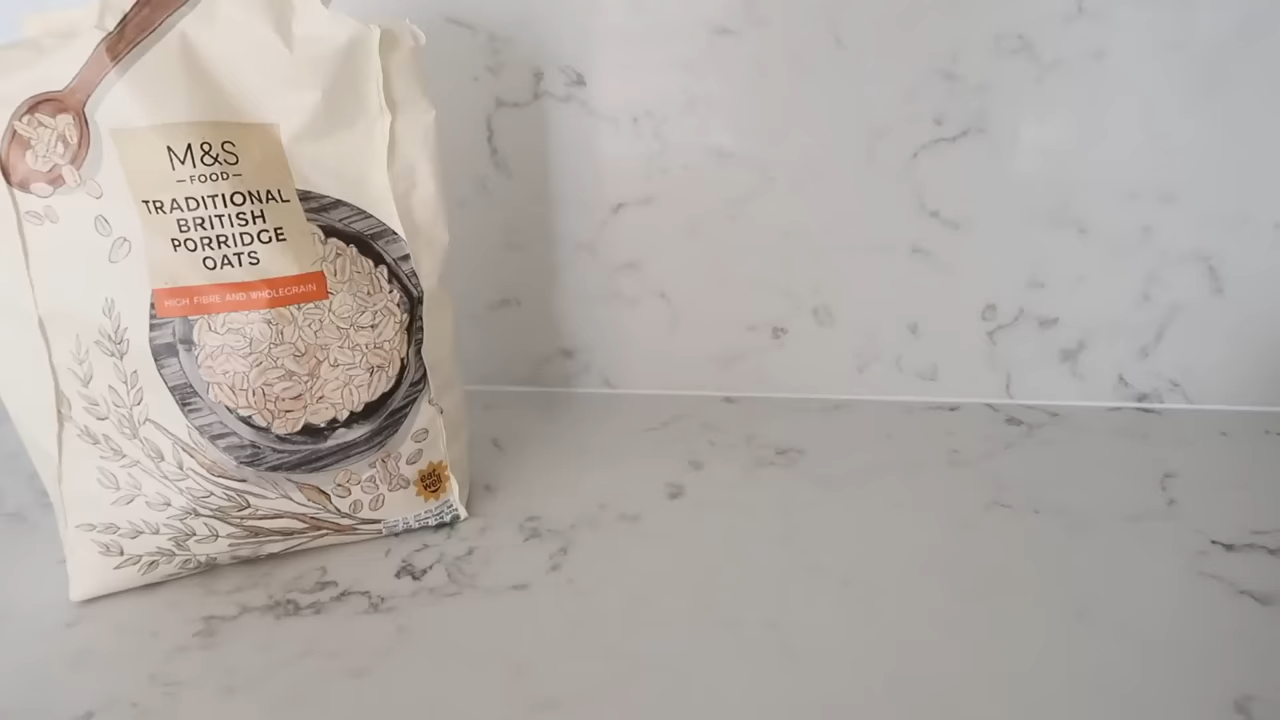 M&S
FOOD
TRADITIONAL
BRITISH
PORRIDGE
OATS
HIGH FIBRE AND WHOLEGRAIN
eat
well